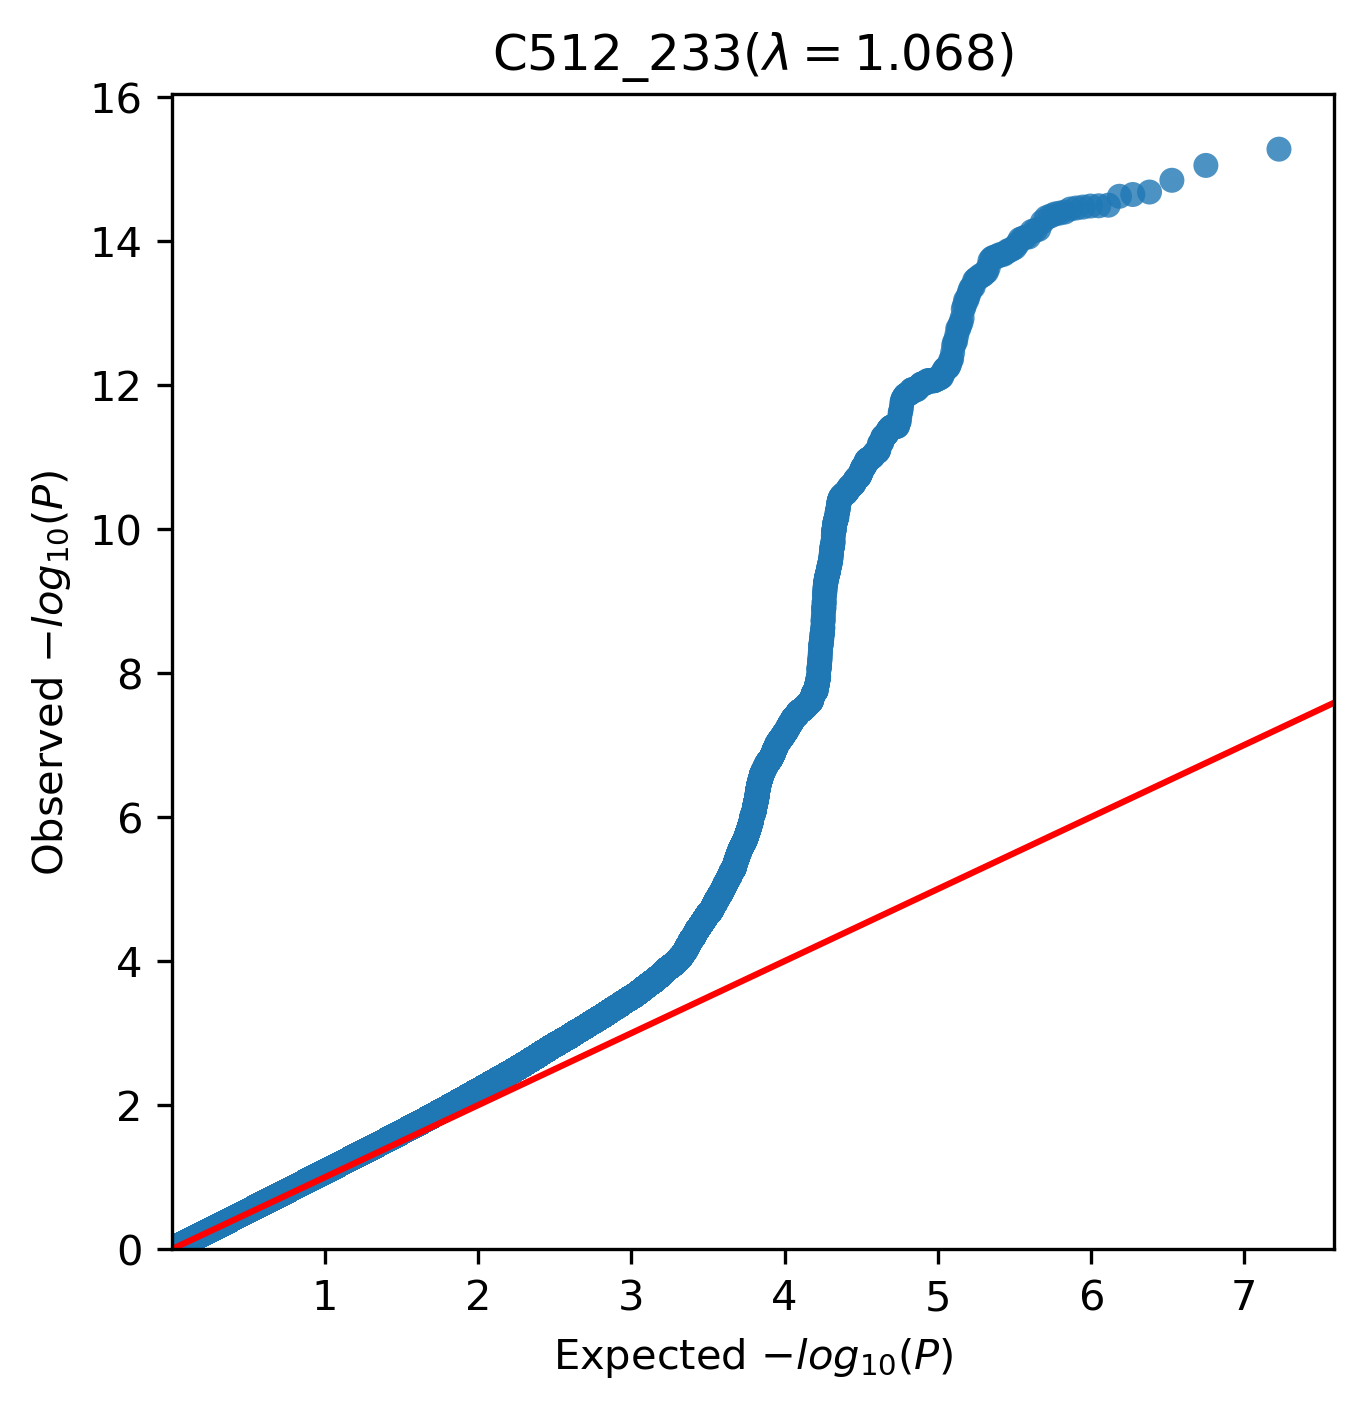 C512_233(λ = 1.068)
Observed −log10(P)
16
14
12
10
8
6
4
2
0
1 2 3 4 5 6 7
Expected −log10(P)